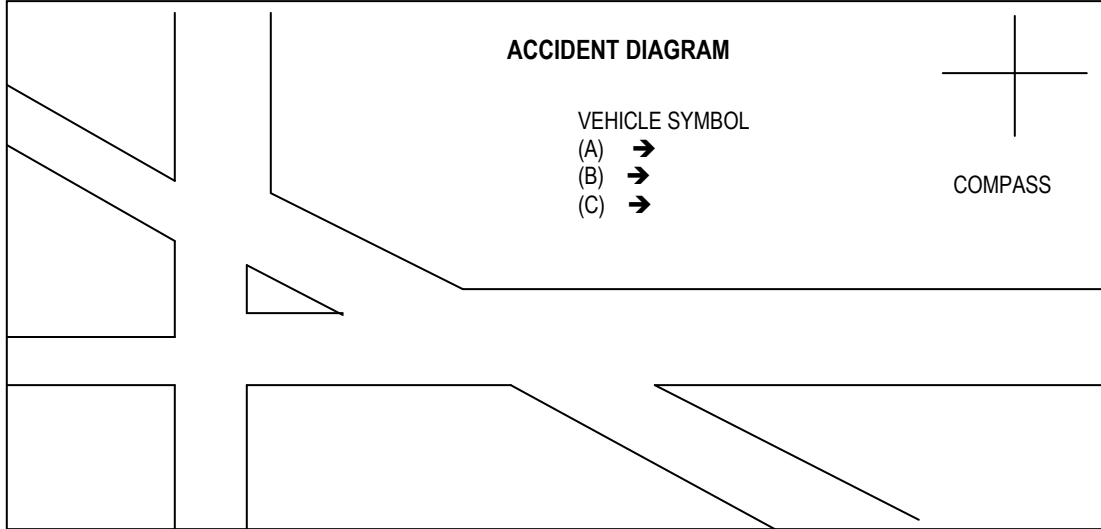 ACCIDENT DIAGRAM
VEHICLE SYMBOL
(A) ➔
(B) ➔
(C) ➔
COMPASS